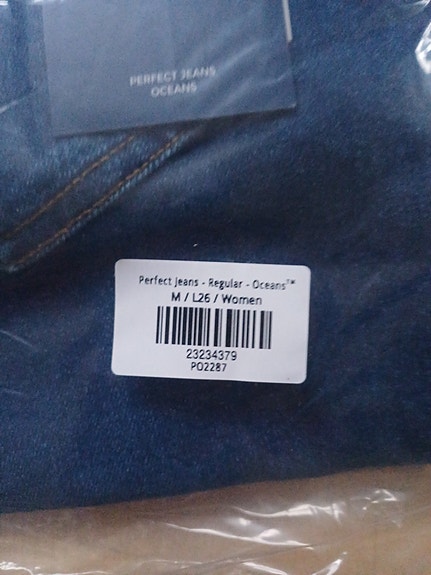 PERFECT JEANS
OCEANS
Perfect Jeans - Regular - Oceans™
M / L26 / Women
23234379
PO2287